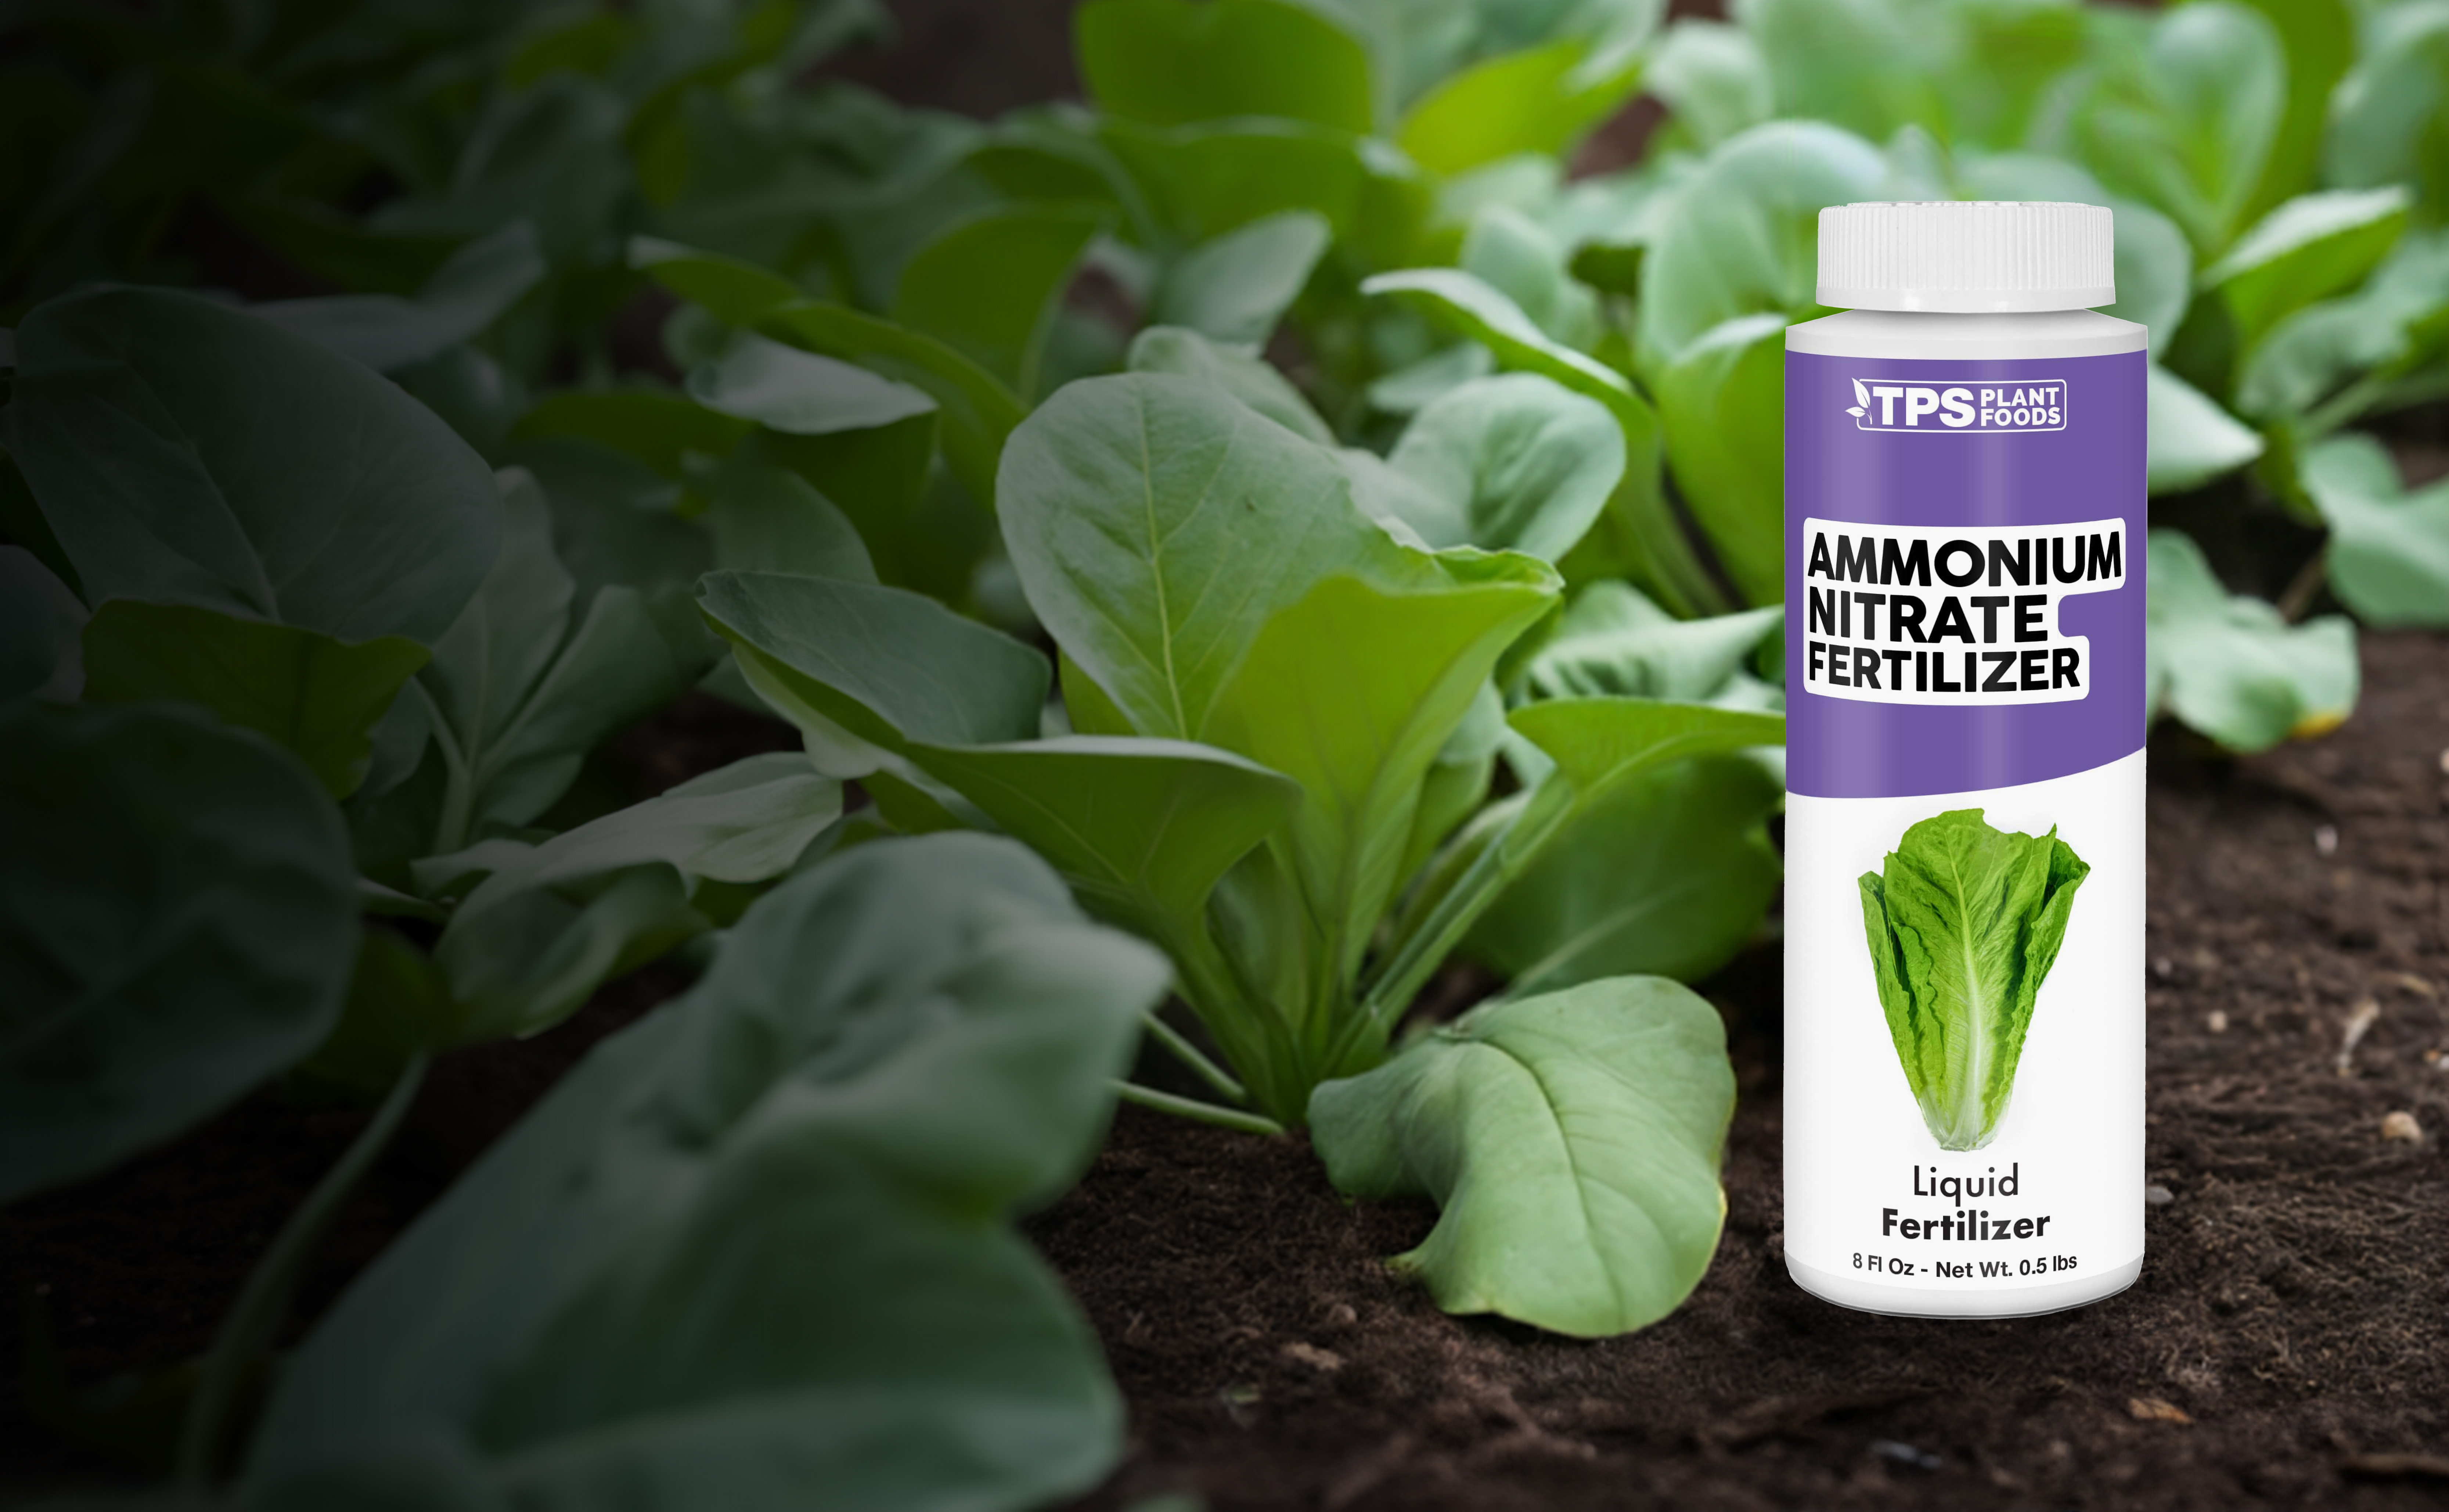 TPS PLANT FOODS
AMMONIUM
NITRATE
FERTILIZER
Liquid
Fertilizer
8 Fl Oz - Net Wt. 0.5 lbs